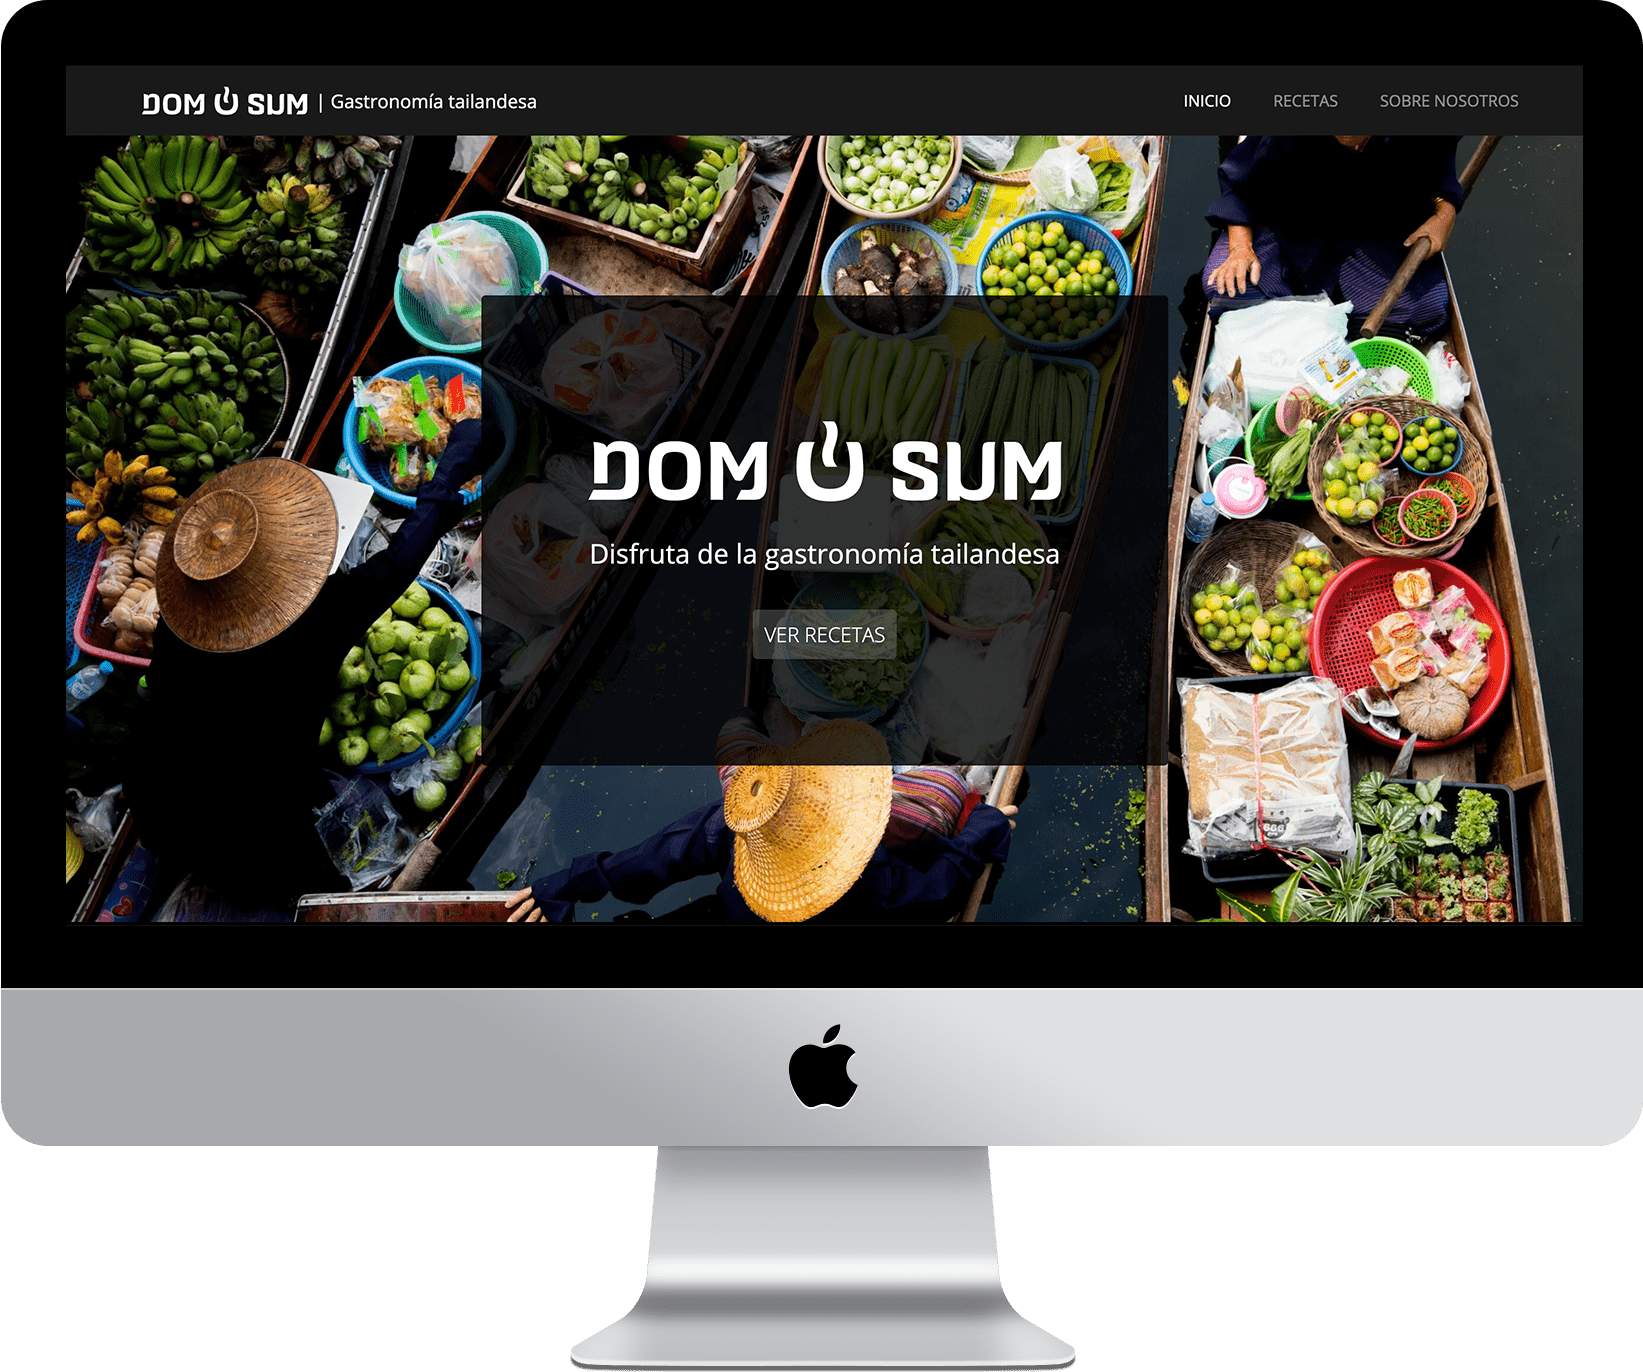 DOM SUM | Gastronomía tailandesa
INICIO RECETAS SOBRE NOSOTROS
DOM SUM
Disfruta de la gastronomía tailandesa
VER RECETAS